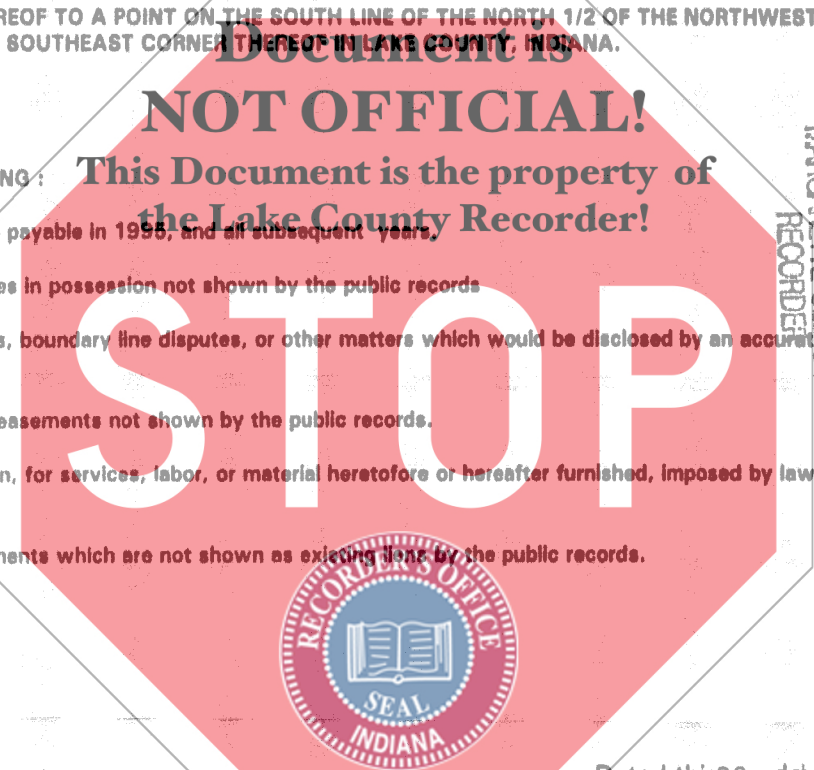 REOF TO A POINT ON THE SOUTH LINE OF THE NORTH 1/2 OF THE NORTHWEST
SOUTHEAST CORNER THEREOF IN LAKE COUNTY, INDIANA.
Document is
NOT OFFICIAL!
NG :
This Document is the property of
the Lake County Recorder!
payable in 1995, and all subsequent years.
RECORDER
es in possession not shown by the public records
s, boundary line disputes, or other matters which would be disclosed by an accurat
easements not shown by the public records.
STOP
n, for services, labor, or material heretofore or hereafter furnished, imposed by law
nents which are not shown as existing liens by the public records.
RECORDER'S OFFICE
SEAL
INDIANA